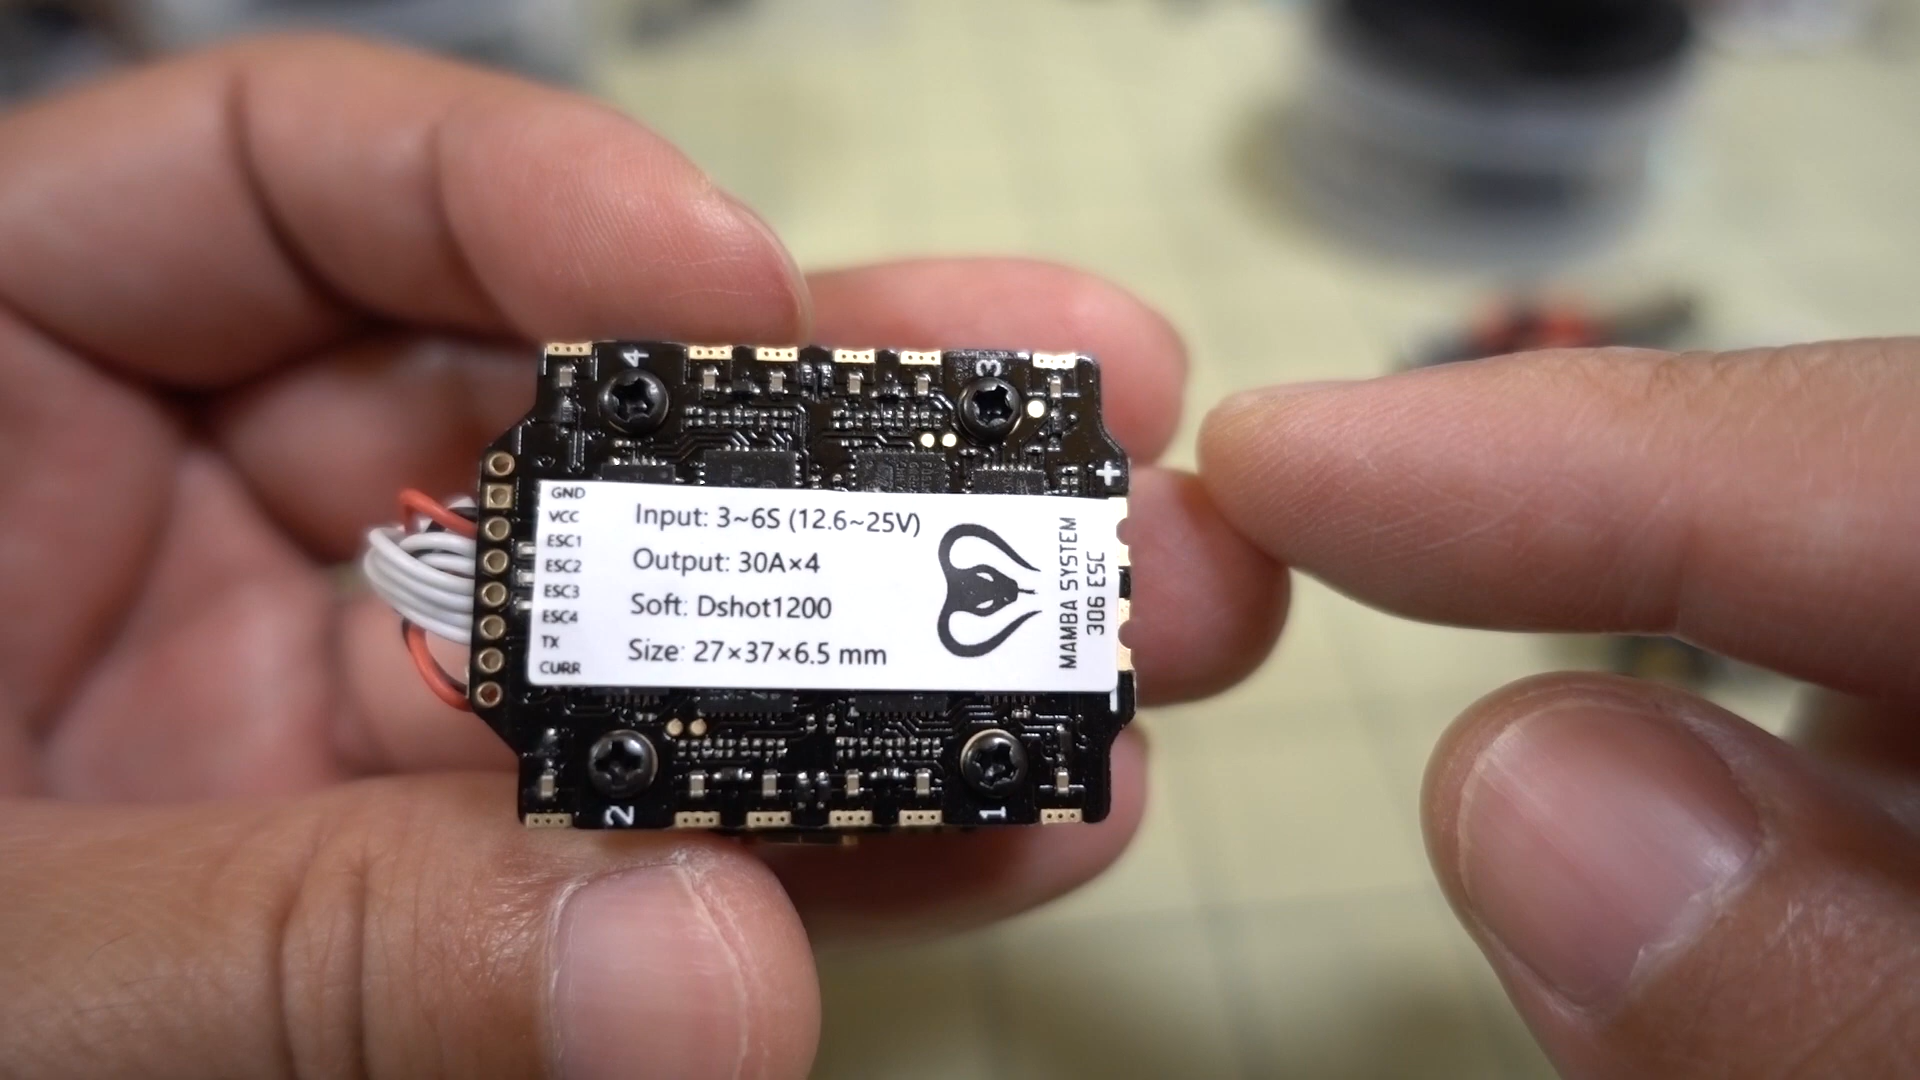 4
3
+
GND
VCC
ESC1
ESC2
ESC3
ESC4
TX
CURR
Input: 3~6S (12.6~25V)
Output: 30A×4
Soft: Dshot1200
Size: 27×37×6.5 mm
MAMBA SYSTEM
306 ESC
-
2
1